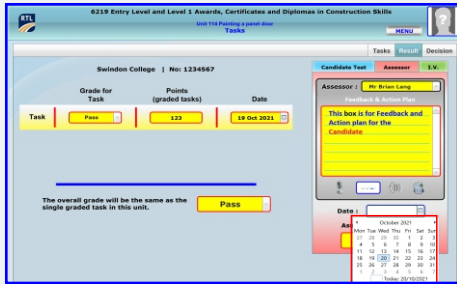 RTL
6219 Entry Level and Level 1 Awards, Certificates and Diplomas in Construction Skills
Unit 114 Painting a panel door
Tasks
MENU
Tasks Result Decision
Swindon College | No: 1234567
Grade for Task
Points (graded tasks)
Date
Task Pass 123 19 Oct 2021
The overall grade will be the same as the
single graded task in this unit.
Pass
Candidate Text Assessor I.V.
Assessor : Mr Brian Lang
Feedback & Action Plan
This box is for Feedback and
Action plan for the
Candidate
Date :
As
October 2021
Mon Tue Wed Thu Fri Sat Sun
27 28 29 30 1 2 3
4 5 6 7 8 9 10
11 12 13 14 15 16 17
18 19 20 21 22 23 24
25 26 27 28 29 30 31
1 2 3 4 5 6 7
Today: 20/10/2021